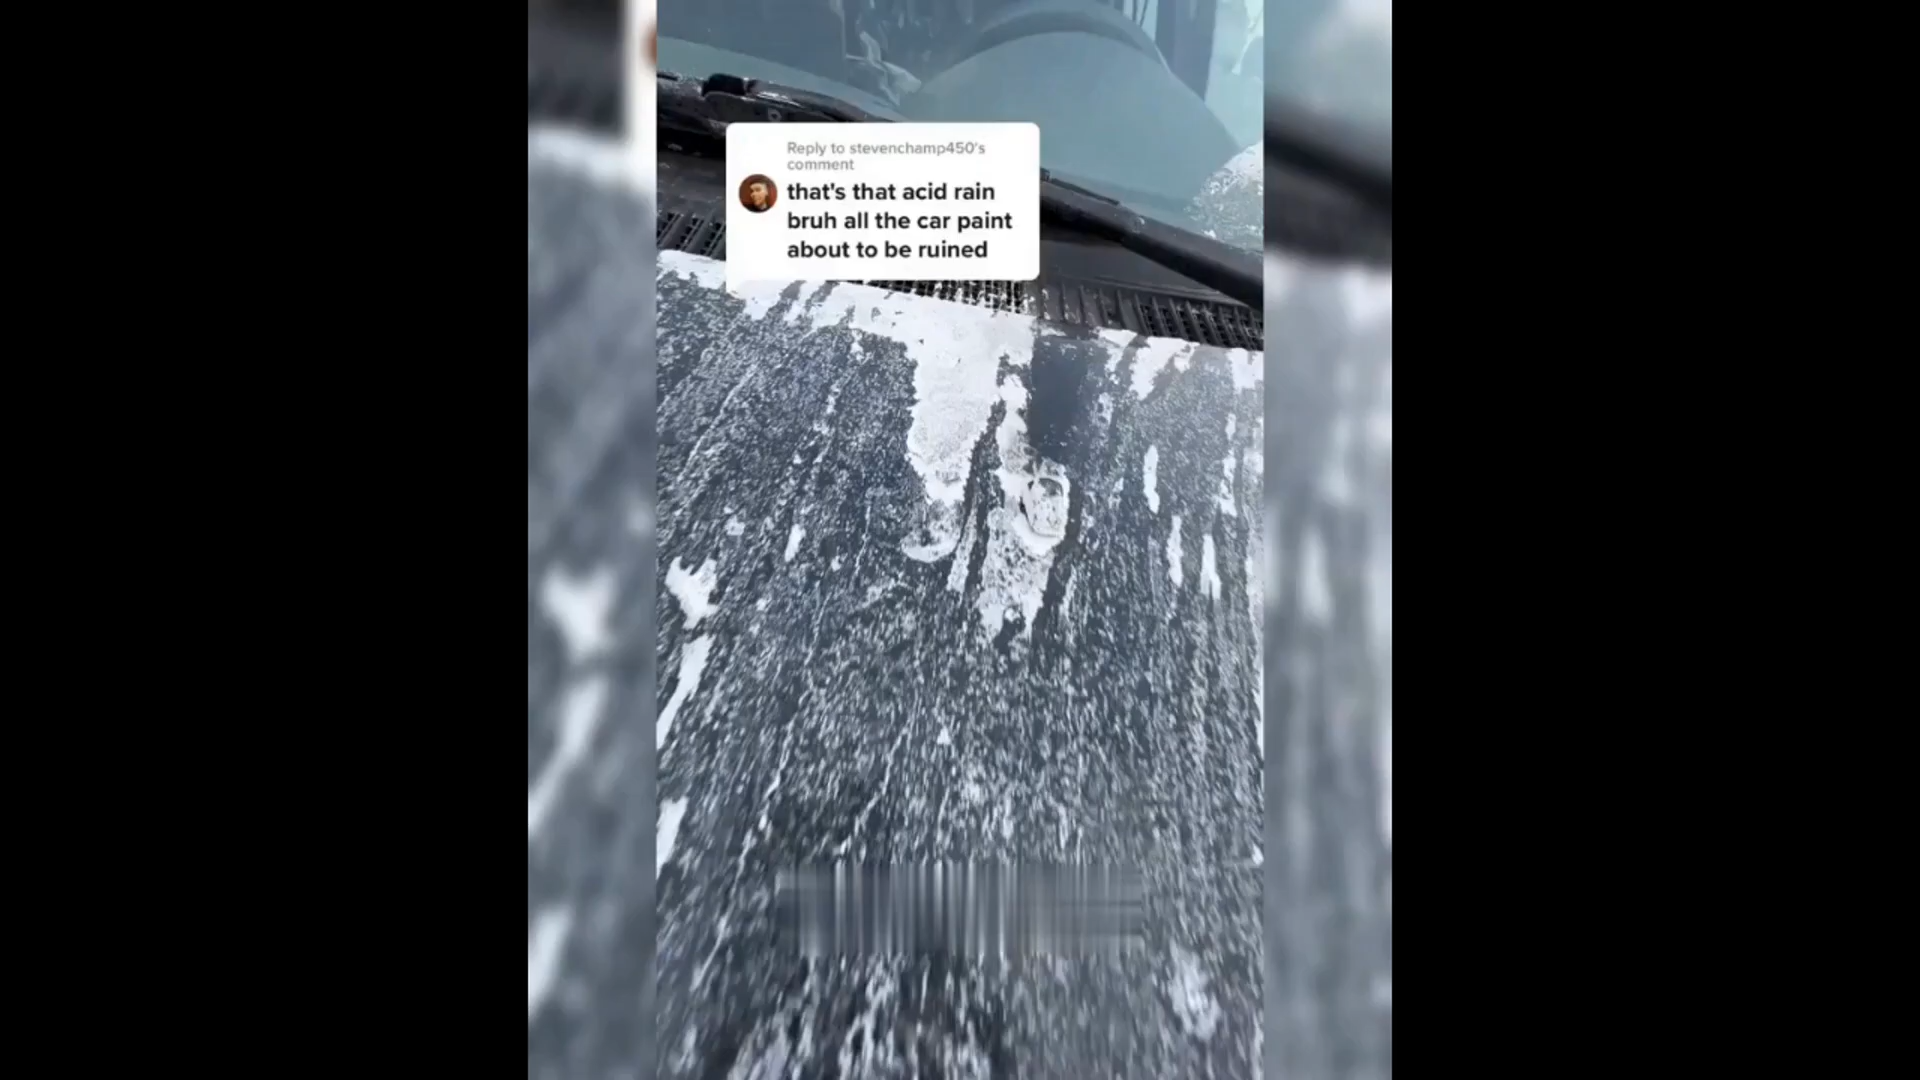 Reply to stevenchamp450's
comment
that's that acid rain
bruh all the car paint
about to be ruined